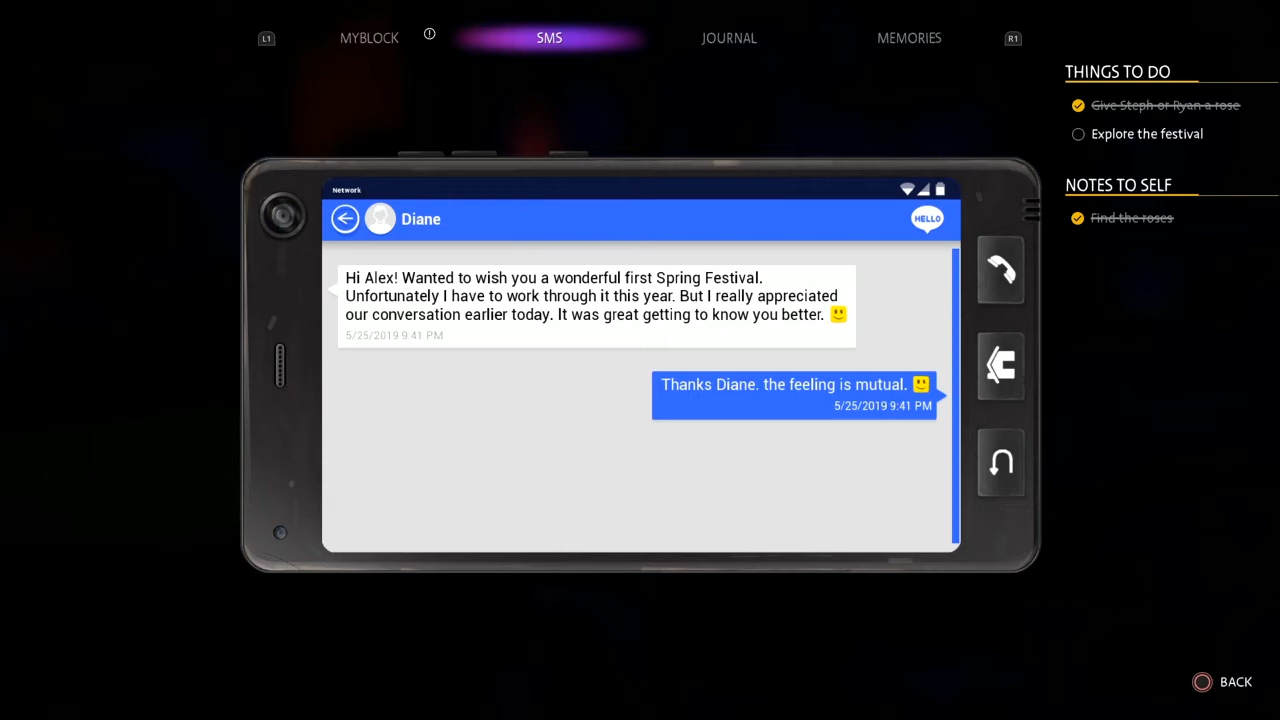 L1
MYBLOCK
SMS
JOURNAL
MEMORIES
R1
THINGS TO DO
Give Steph or Ryan a rose
Explore the festival
NOTES TO SELF
Find the roses
Network
Diane
HELLO
Hi Alex! Wanted to wish you a wonderful first Spring Festival.
Unfortunately I have to work through it this year. But I really appreciated
our conversation earlier today. It was great getting to know you better.
5/25/2019 9:41 PM
Thanks Diane. the feeling is mutual.
5/25/2019 9:41 PM
BACK